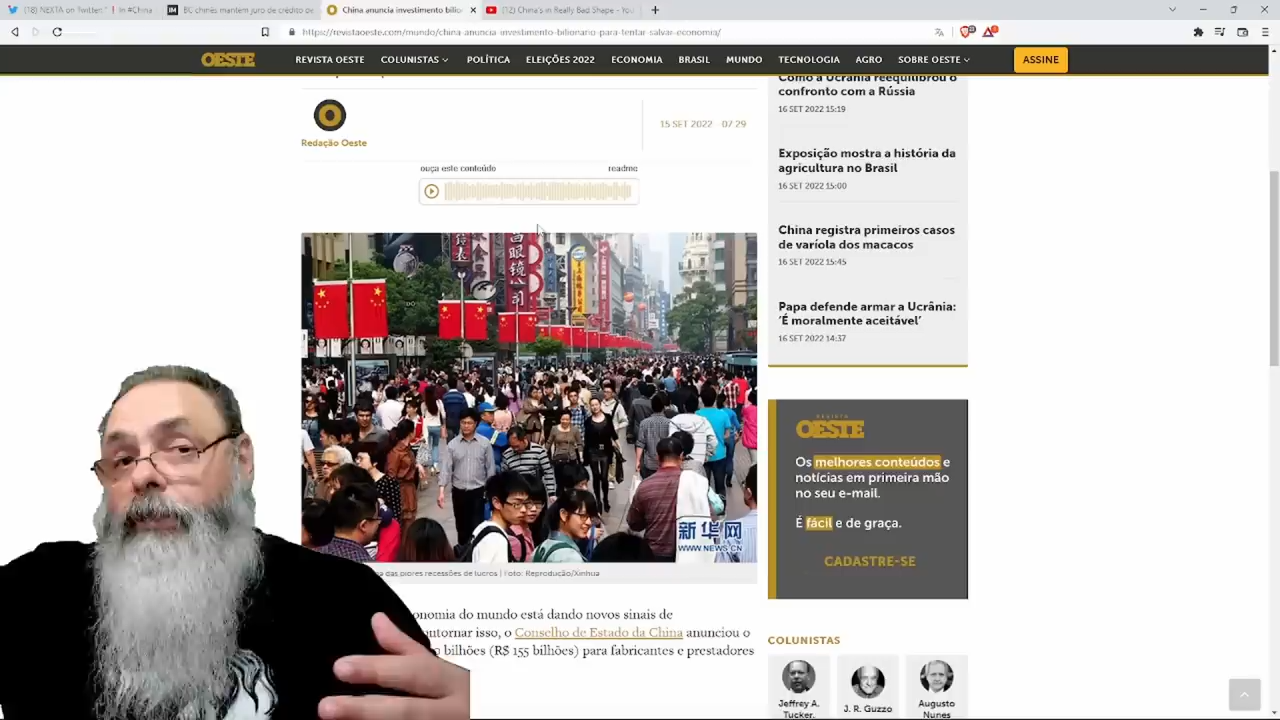 (18) NEXTA on Twitter: "❗In #China
BC chinês mantem juro de crédito de
China anuncia investimento bilio
(12) China's in Really Bad Shape - You
https://revistaoeste.com/mundo/china-anuncia-investimento-bilionario-para-tentar-salvar-economia/
OESTE
REVISTA OESTE
COLUNISTAS
POLÍTICA
ELEIÇÕES 2022
ECONOMIA
BRASIL
MUNDO
TECNOLOGIA
AGRO
SOBRE OESTE
ASSINE
Redação Oeste
15 SET 2022 - 07:29
ouça este conteúdo
readme
新华网
WWW.NEWS.CN
das piores recessões de lucros | Foto: Reprodução/Xinhua
onomia do mundo está dando novos sinais de
ontornar isso, o Conselho de Estado da China anunciou o
bilhões (R$ 155 bilhões) para fabricantes e prestadores
Como a Ucrânia reequilibrou o
confronto com a Rússia
16 SET 2022 15:19
Exposição mostra a história da
agricultura no Brasil
16 SET 2022 15:00
China registra primeiros casos
de varíola dos macacos
16 SET 2022 15:45
Papa defende armar a Ucrânia:
‘É moralmente aceitável’
16 SET 2022 14:37
REVISTA
OESTE
Os melhores conteúdos e
notícias em primeira mão
no seu e-mail.
É fácil e de graça.
CADASTRE-SE
COLUNISTAS
Jeffrey A.
Tucker..
J. R. Guzzo
Augusto
Nunes